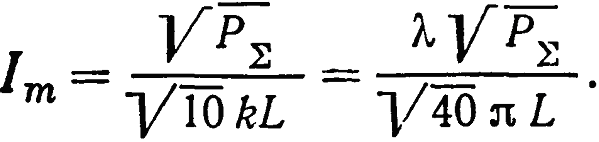 I_m = √P_Σ / √10 kL = λ √P_Σ / √40 π L.